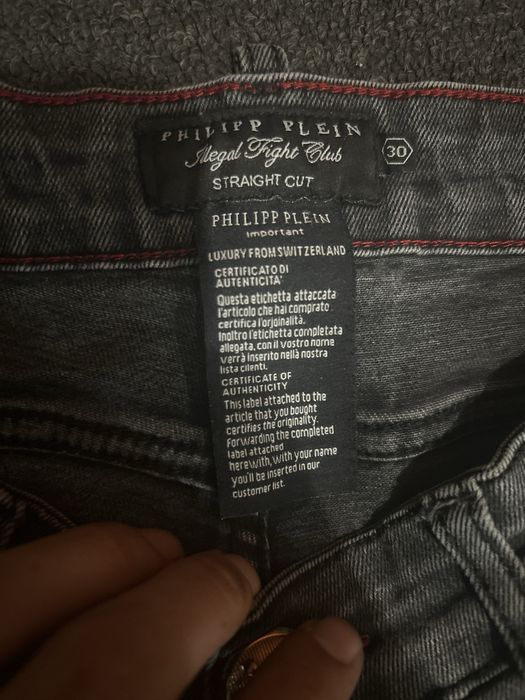 PHILIPP PLEIN
Illegal Fight Club
STRAIGHT CUT
30
PHILIPP PLEIN
important
LUXURY FROM SWITZERLAND
CERTIFICATO DI
AUTENTICITA'
Questa etichetta attaccata
l'articolo che hai comprato
certifica l'orjoinalità.
Inoltro l'etichetta completata
allegata, con il vostro nome
verrà inserito nella nostra
lista cilenti.
CERTIFICATE OF
AUTHENTICITY
This label attached to the
article that you bought
certifies the originality.
Forwarding the completed
label attached
herewith, with your name
you'll be inserted in our
customer list.